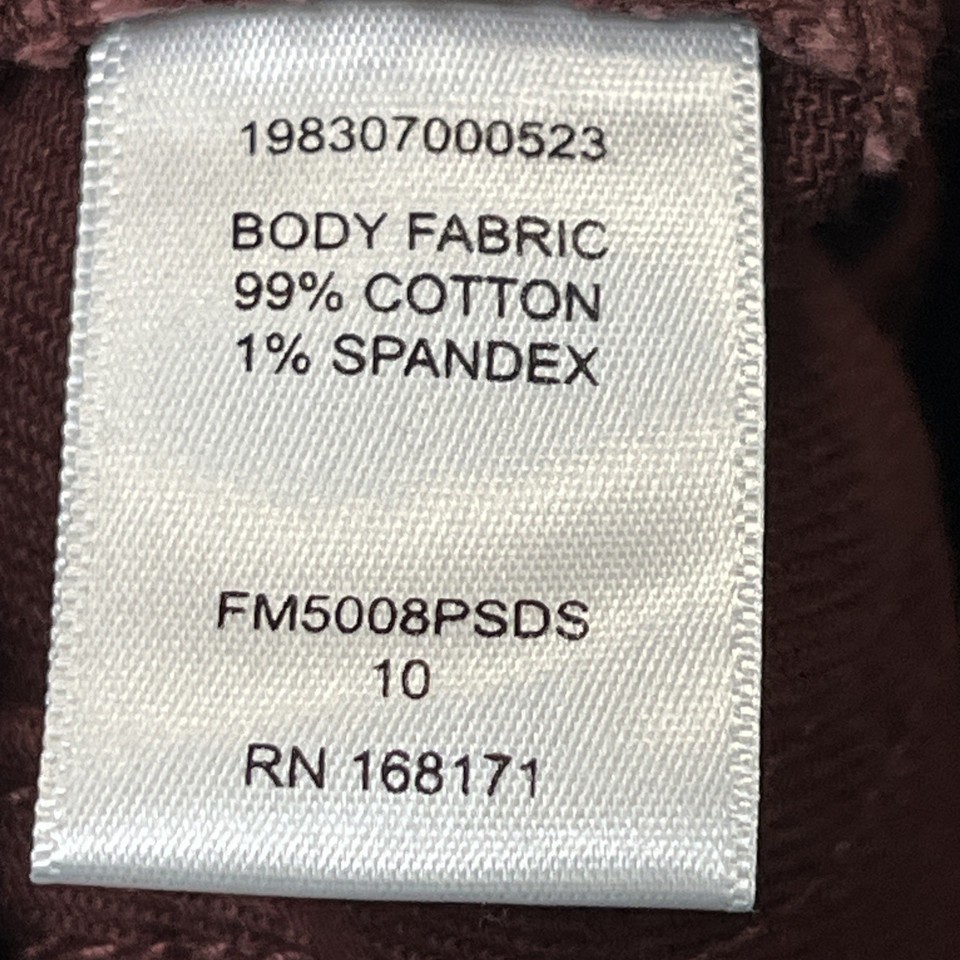 198307000523
BODY FABRIC
99% COTTON
1% SPANDEX
FM5008PSDS
10
RN 168171